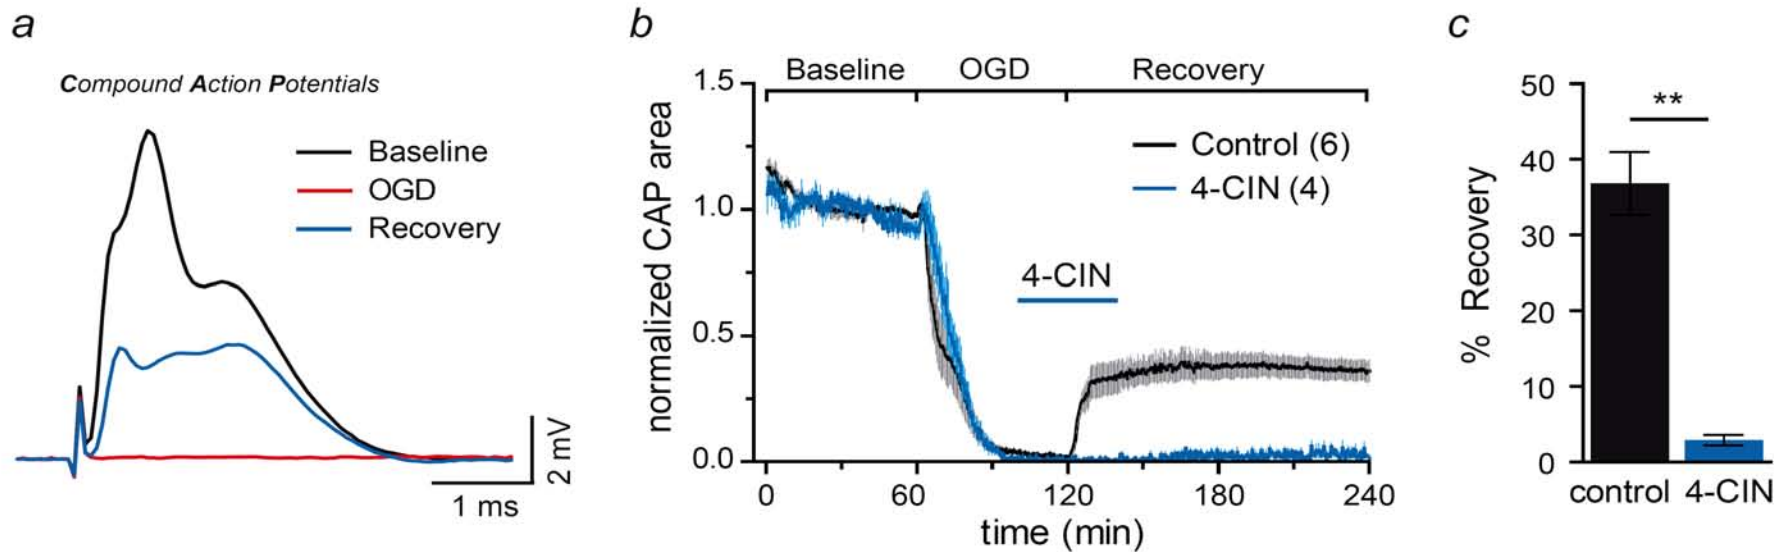 a
Compound Action Potentials
Baseline
OGD
Recovery
2 mV
1 ms
b
Baseline OGD Recovery
1.5
1.0
0.5
0.0
normalized CAP area
Control (6)
4-CIN (4)
4-CIN
0 60 120 180 240
time (min)
c
50
40
30
20
10
0
% Recovery
**
control 4-CIN